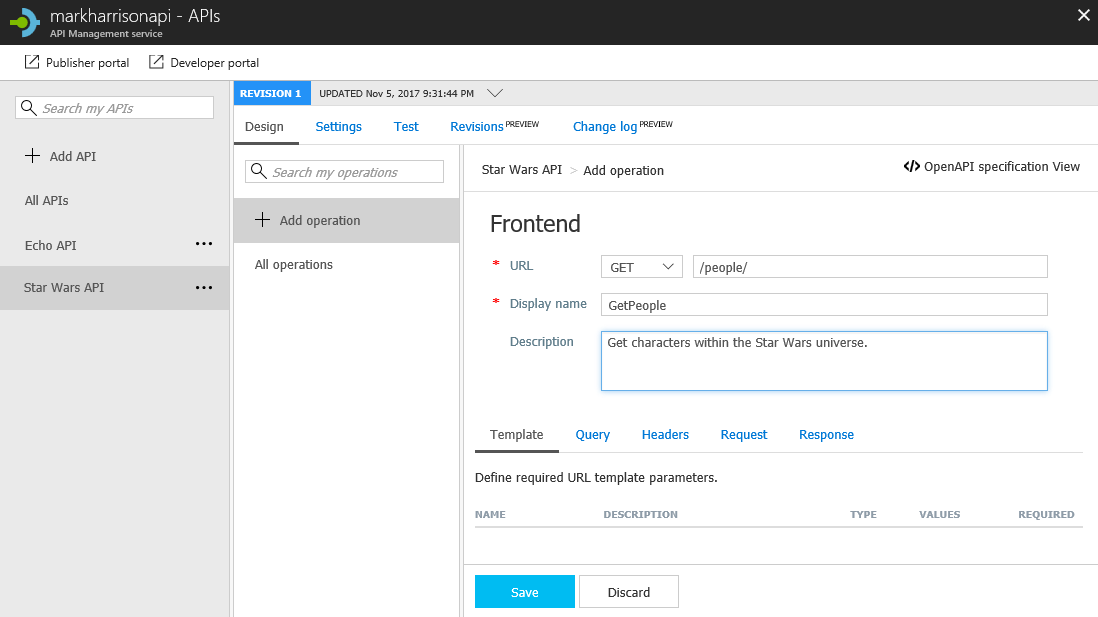 markharrisonapi - APIs
API Management service
Publisher portal
Developer portal
Search my APIs
Add API
All APIs
Echo API
Star Wars API
REVISION 1
UPDATED Nov 5, 2017 9:31:44 PM
Design Settings Test Revisions PREVIEW Change log PREVIEW
Search my operations
Add operation
All operations
Star Wars API > Add operation
</> OpenAPI specification View
Frontend
* URL GET /people/
* Display name GetPeople
Description Get characters within the Star Wars universe.
Template Query Headers Request Response
Define required URL template parameters.
NAME DESCRIPTION TYPE VALUES REQUIRED
Save Discard